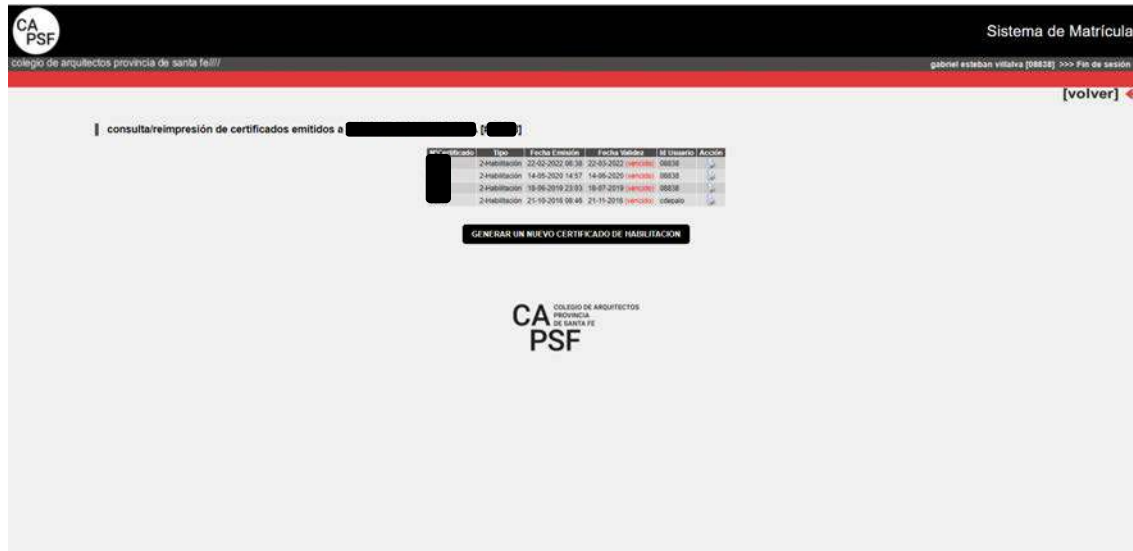 CA
PSF
Sistema de Matrícula
colegio de arquitectos provincia de santa fe////
gabriel esteban villalva [08838] >>> Fin de sesión
[volver]
consulta/reimpresión de certificados emitidos a
NºCertificado Tipo Fecha Emisión Fecha Validez Id Usuario Acción
2-Habilitación 22-02-2022 08:38 22-03-2022 (vencido) 08838
2-Habilitación 14-05-2020 14:57 14-06-2020 (vencido) 08838
2-Habilitación 18-06-2019 23:03 18-07-2019 (vencido) 08838
2-Habilitación 21-10-2016 08:46 21-11-2016 (vencido) cdepalo
GENERAR UN NUEVO CERTIFICADO DE HABILITACION
CA
PSF
COLEGIO DE ARQUITECTOS
PROVINCIA
DE SANTA FE